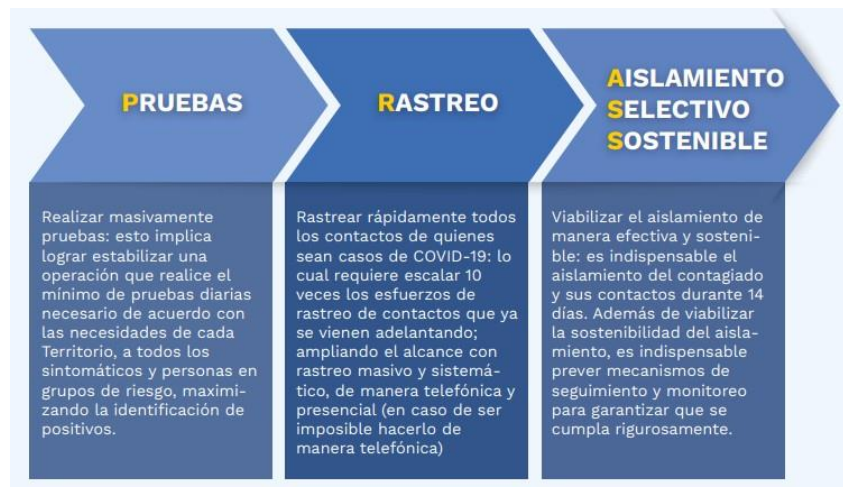 PRUEBAS
Realizar masivamente
pruebas: esto implica
lograr estabilizar una
operación que realice el
mínimo de pruebas diarias
necesario de acuerdo con
las necesidades de cada
Territorio, a todos los
sintomáticos y personas en
grupos de riesgo, maximi-
zando la identificación de
positivos.
RASTREO
Rastrear rápidamente todos
los contactos de quienes
sean casos de COVID-19: lo
cual requiere escalar 10
veces los esfuerzos de
rastreo de contactos que ya
se vienen adelantando;
ampliando el alcance con
rastreo masivo y sistemá-
tico, de manera telefónica y
presencial (en caso de ser
imposible hacerlo de
manera telefónica)
AISLAMIENTO
SELECTIVO
SOSTENIBLE
Viabilizar el aislamiento de
manera efectiva y sosteni-
ble: es indispensable el
aislamiento del contagiado
y sus contactos durante 14
días. Además de viabilizar
la sostenibilidad del aisla-
miento, es indispensable
prever mecanismos de
seguimiento y monitoreo
para garantizar que se
cumpla rigurosamente.